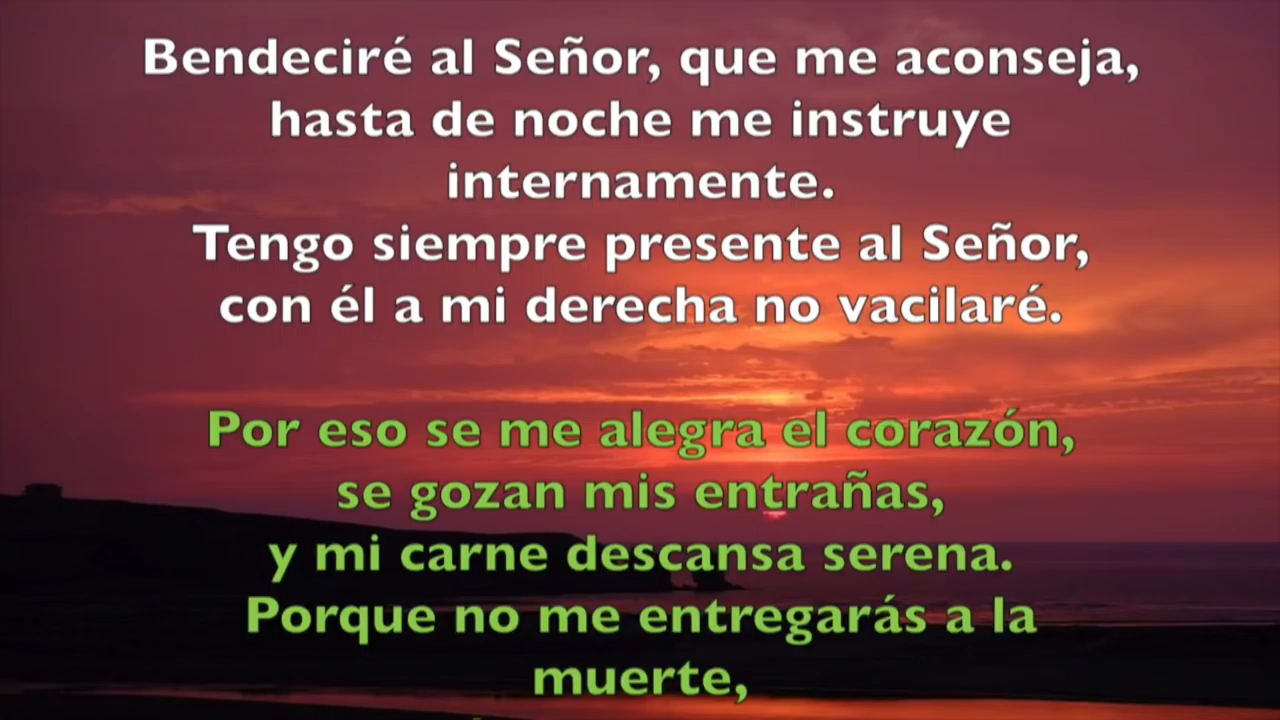 Bendeciré al Señor, que me aconseja,
hasta de noche me instruye
internamente.
Tengo siempre presente al Señor,
con él a mi derecha no vacilaré.
Por eso se me alegra el corazón,
se gozan mis entrañas,
y mi carne descansa serena.
Porque no me entregarás a la
muerte,